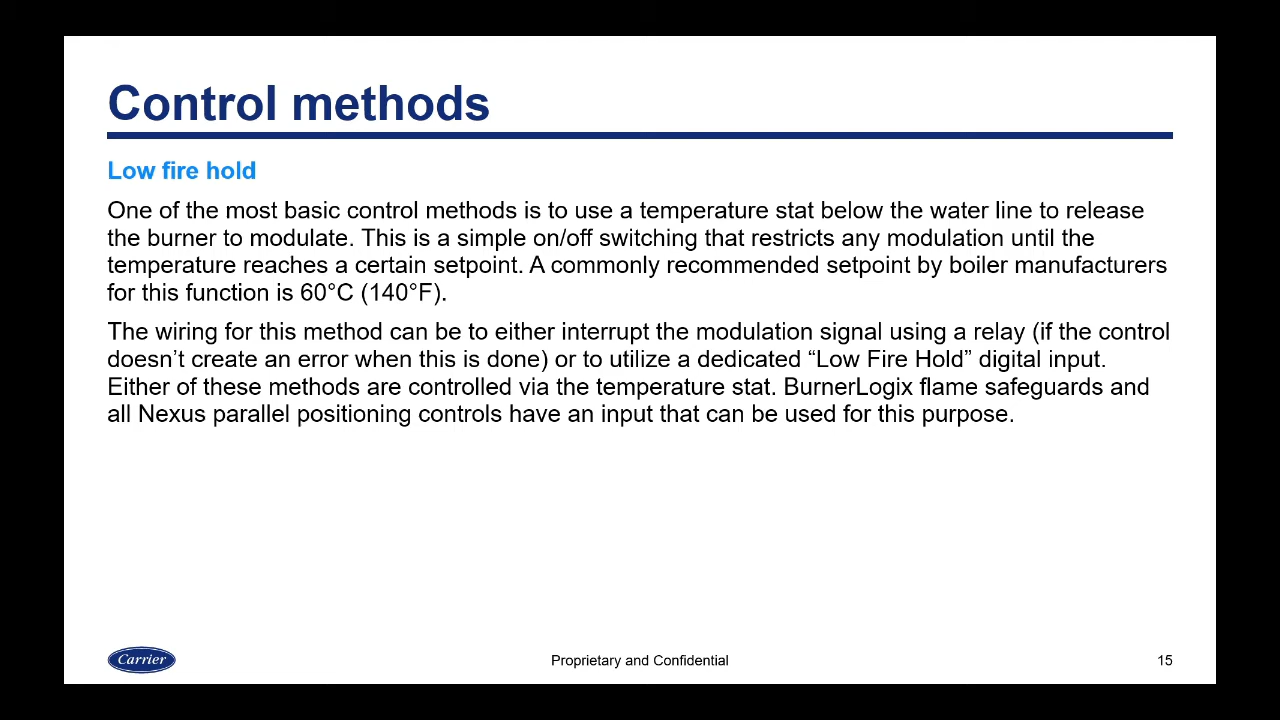 Control methods
Low fire hold
One of the most basic control methods is to use a temperature stat below the water line to release
the burner to modulate. This is a simple on/off switching that restricts any modulation until the
temperature reaches a certain setpoint. A commonly recommended setpoint by boiler manufacturers
for this function is 60°C (140°F).
The wiring for this method can be to either interrupt the modulation signal using a relay (if the control
doesn’t create an error when this is done) or to utilize a dedicated “Low Fire Hold” digital input.
Either of these methods are controlled via the temperature stat. BurnerLogix flame safeguards and
all Nexus parallel positioning controls have an input that can be used for this purpose.
Carrier
Proprietary and Confidential
15